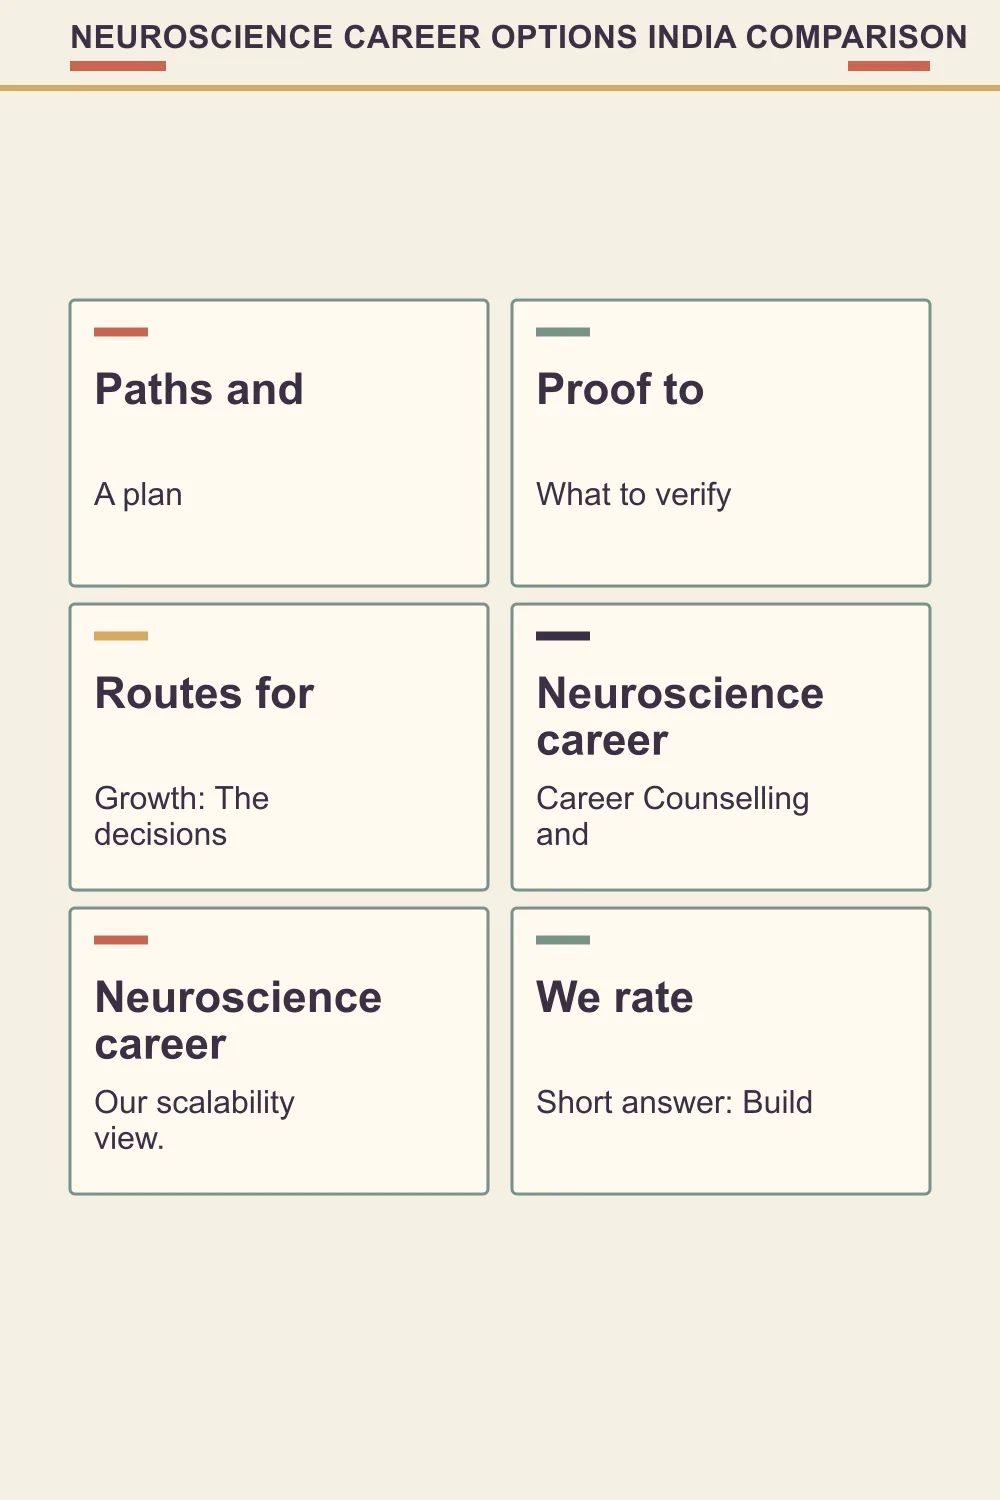 NEUROSCIENCE CAREER OPTIONS INDIA COMPARISON
Paths and
A plan
Proof to
What to verify
Routes for
Growth: The
decisions
Neuroscience
career
Career Counselling
and
Neuroscience
career
Our scalability
view.
We rate
Short answer: Build